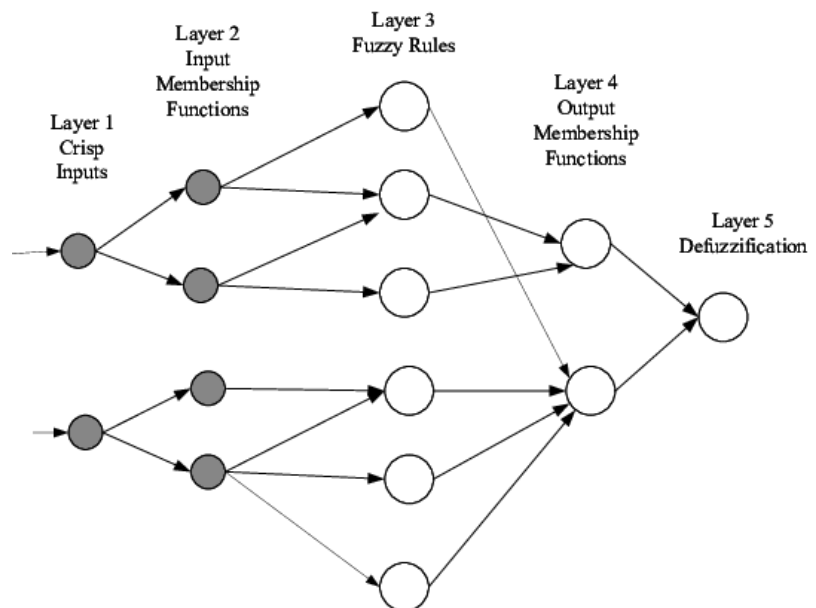 Layer 1
Crisp
Inputs
Layer 2
Input
Membership
Functions
Layer 3
Fuzzy Rules
Layer 4
Output
Membership
Functions
Layer 5
Defuzzification